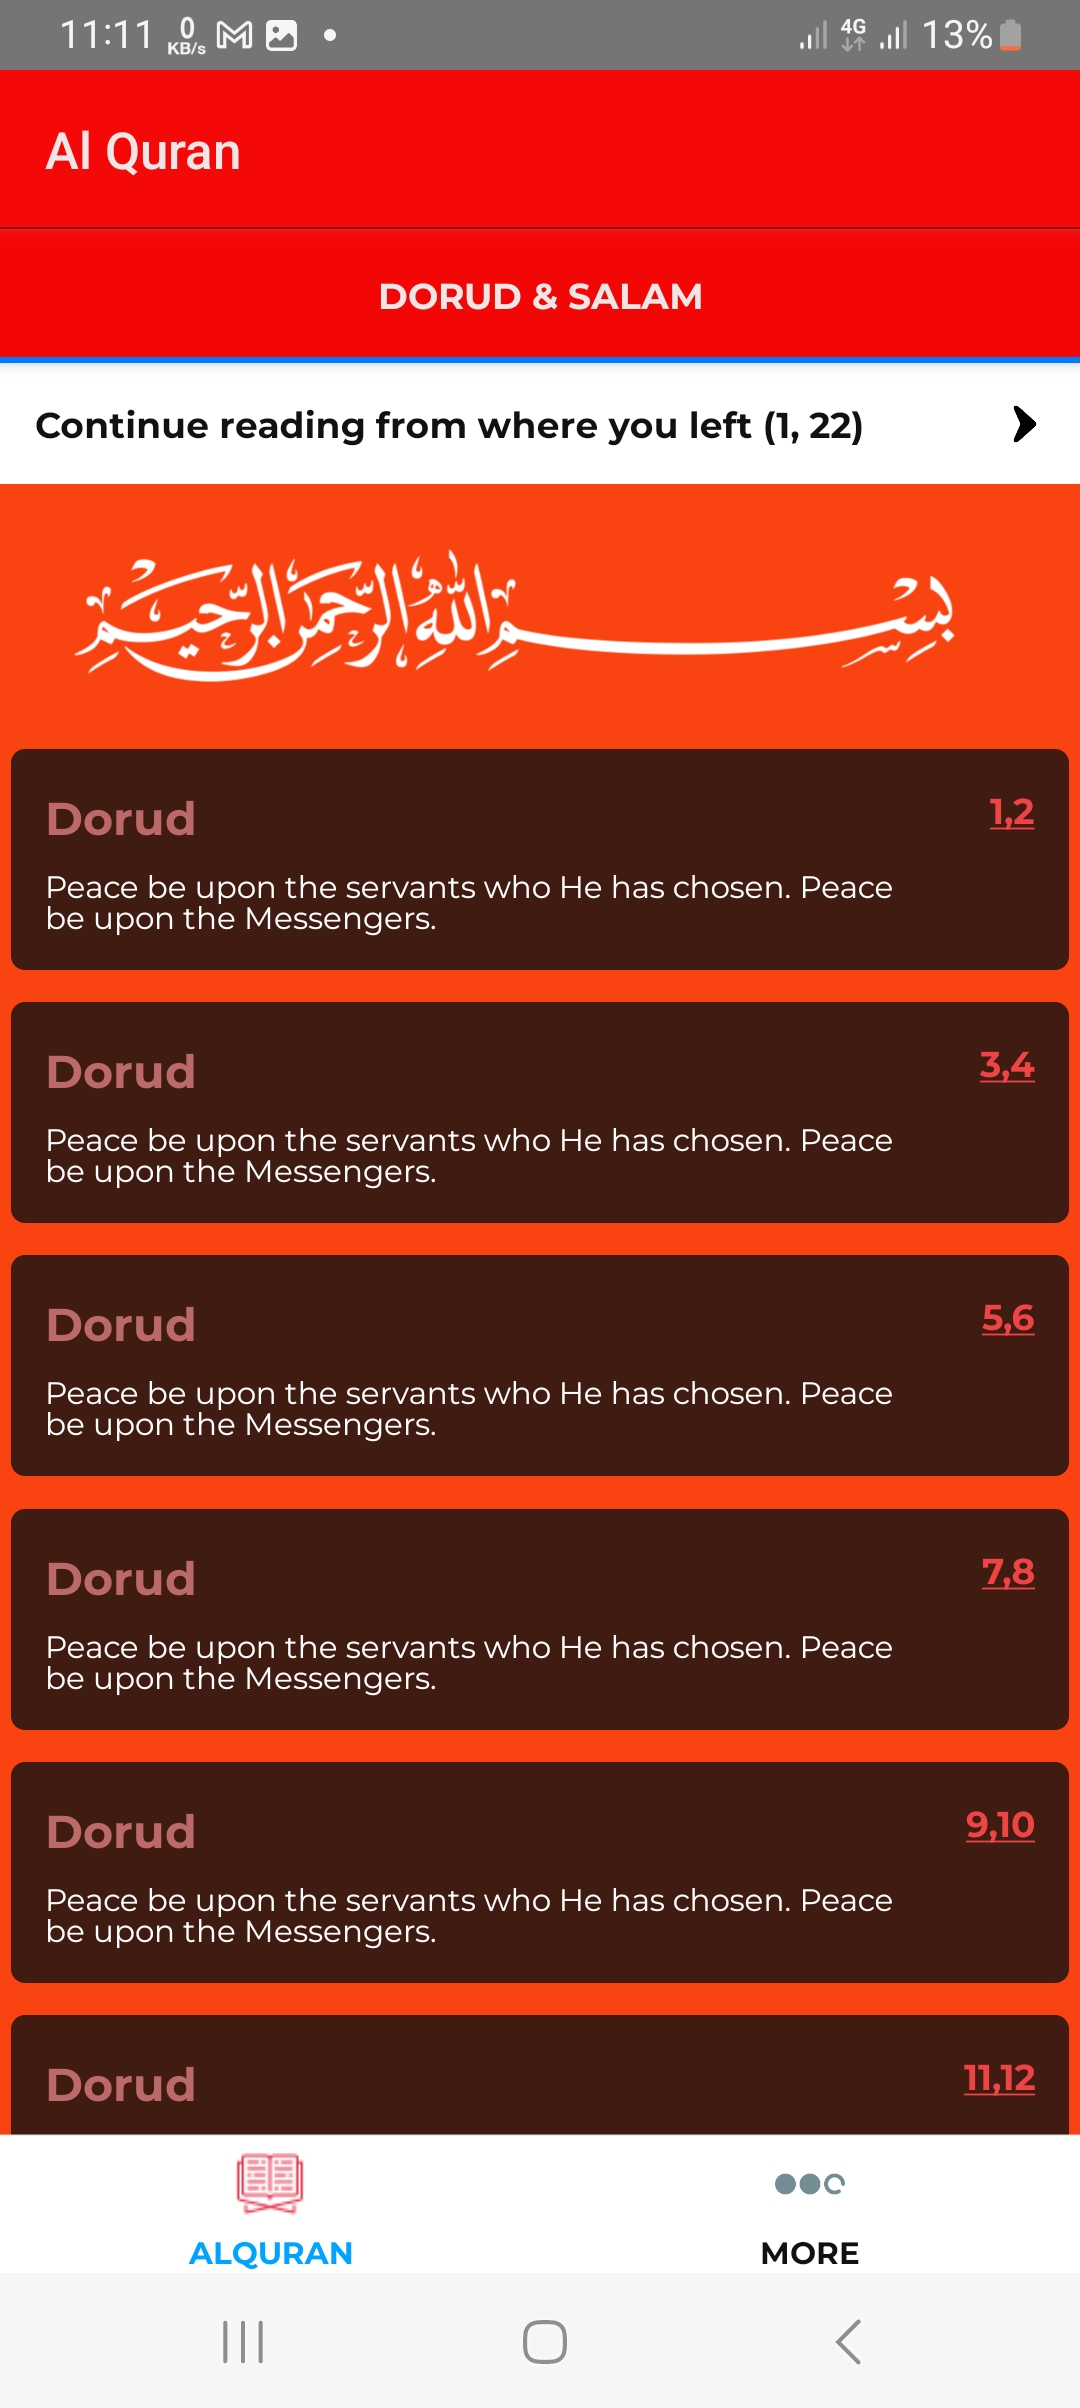 11:11 0 KB/s 4G 13%
Al Quran
DORUD & SALAM
Continue reading from where you left (1, 22)
بسم الله الرحمن الرحيم
Dorud 1,2
Peace be upon the servants who He has chosen. Peace
be upon the Messengers.
Dorud 3,4
Peace be upon the servants who He has chosen. Peace
be upon the Messengers.
Dorud 5,6
Peace be upon the servants who He has chosen. Peace
be upon the Messengers.
Dorud 7,8
Peace be upon the servants who He has chosen. Peace
be upon the Messengers.
Dorud 9,10
Peace be upon the servants who He has chosen. Peace
be upon the Messengers.
Dorud 11,12
ALQURAN MORE